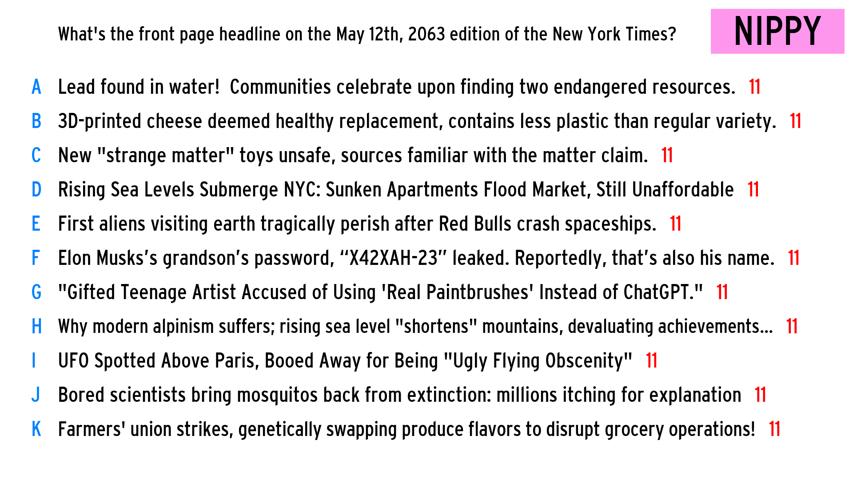 What's the front page headline on the May 12th, 2063 edition of the New York Times?
NIPPY
A Lead found in water!  Communities celebrate upon finding two endangered resources. 11
B 3D-printed cheese deemed healthy replacement, contains less plastic than regular variety. 11
C New "strange matter" toys unsafe, sources familiar with the matter claim. 11
D Rising Sea Levels Submerge NYC: Sunken Apartments Flood Market, Still Unaffordable 11
E First aliens visiting earth tragically perish after Red Bulls crash spaceships. 11
F Elon Musks’s grandson’s password, “X42XAH-23” leaked. Reportedly, that’s also his name. 11
G "Gifted Teenage Artist Accused of Using 'Real Paintbrushes' Instead of ChatGPT." 11
H Why modern alpinism suffers; rising sea level "shortens" mountains, devaluating achievements... 11
I UFO Spotted Above Paris, Booed Away for Being "Ugly Flying Obscenity" 11
J Bored scientists bring mosquitos back from extinction: millions itching for explanation 11
K Farmers' union strikes, genetically swapping produce flavors to disrupt grocery operations! 11